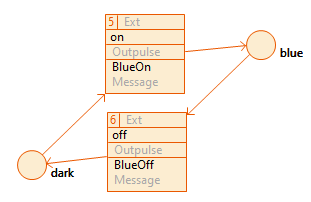 5 Ext
on
Outpulse
BlueOn
Message
blue
6 Ext
off
Outpulse
BlueOff
Message
dark